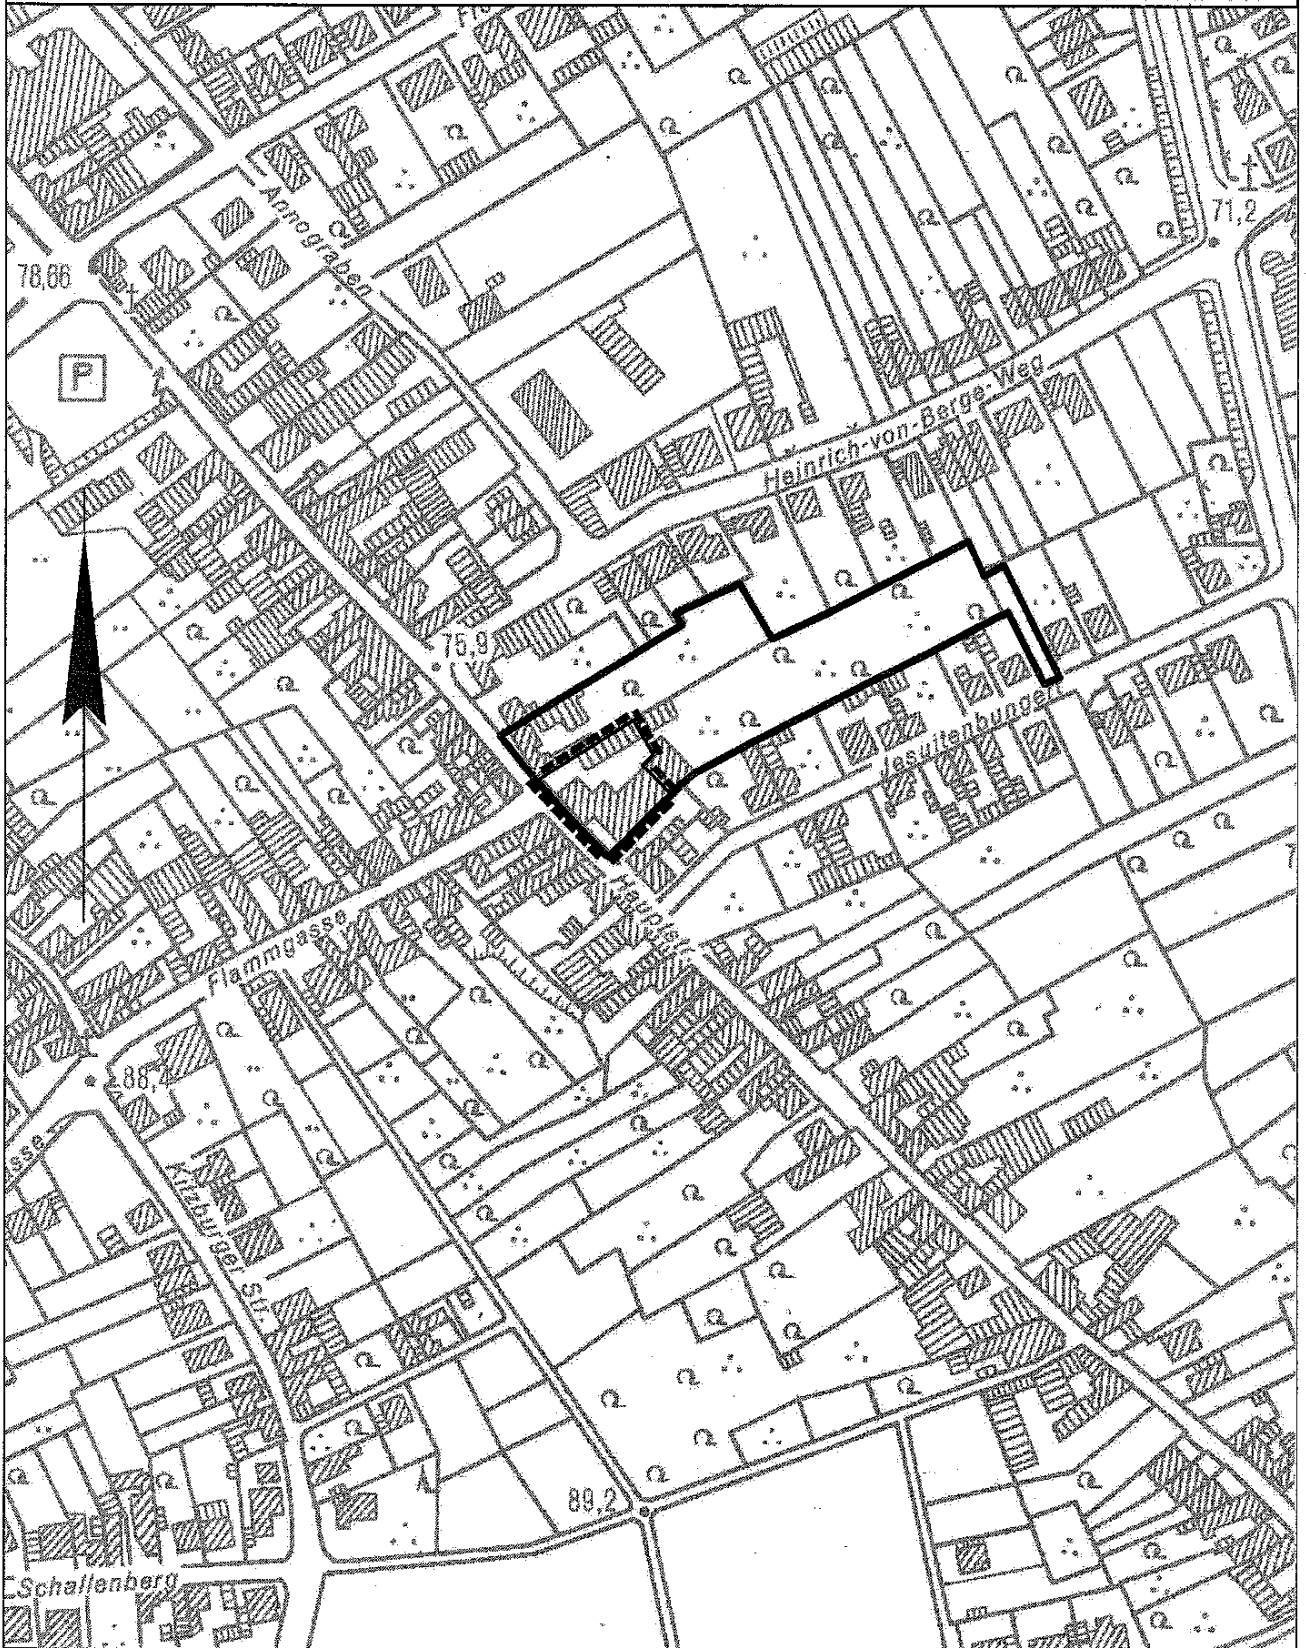 Annograben
71,2
78,66
P
Heinrich-von-Berge-Weg
75,9
Jesuitenbungert
Hauptstr.
Flammgasse
88,4
Kitzburger Str.
89,2
Schallenberg